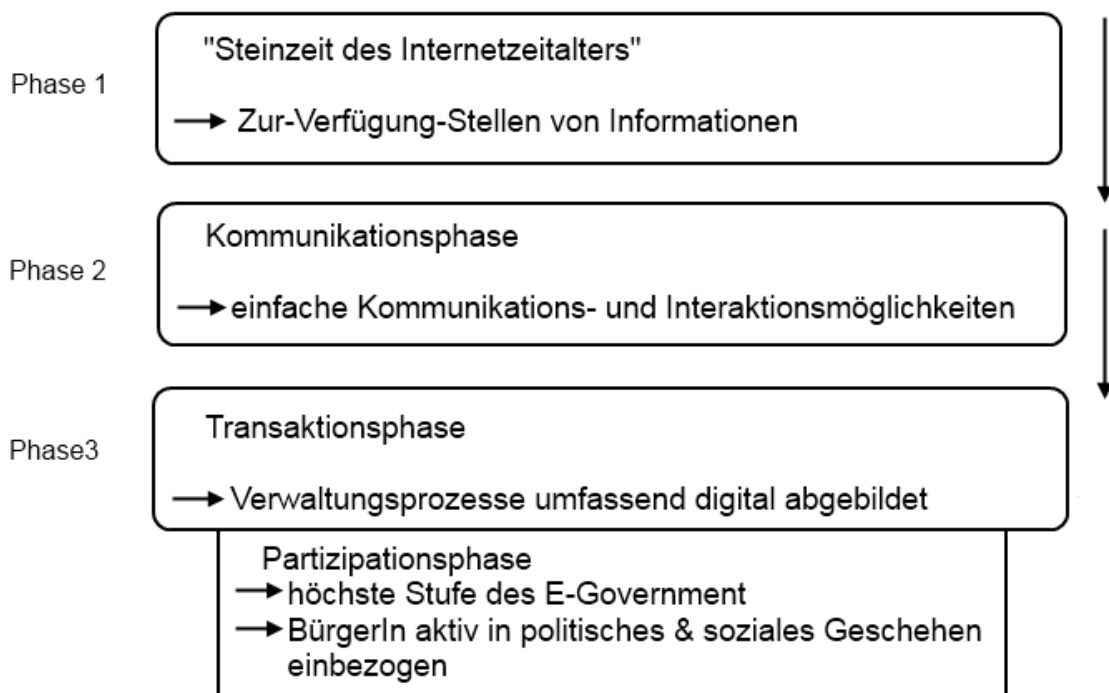 "Steinzeit des Internetzeitalters"
Phase 1
Zur-Verfügung-Stellen von Informationen
Kommunikationsphase
Phase 2
einfache Kommunikations- und Interaktionsmöglichkeiten
Transaktionsphase
Phase3
Verwaltungsprozesse umfassend digital abgebildet
Partizipationsphase
höchste Stufe des E-Government
BürgerIn aktiv in politisches & soziales Geschehen
einbezogen